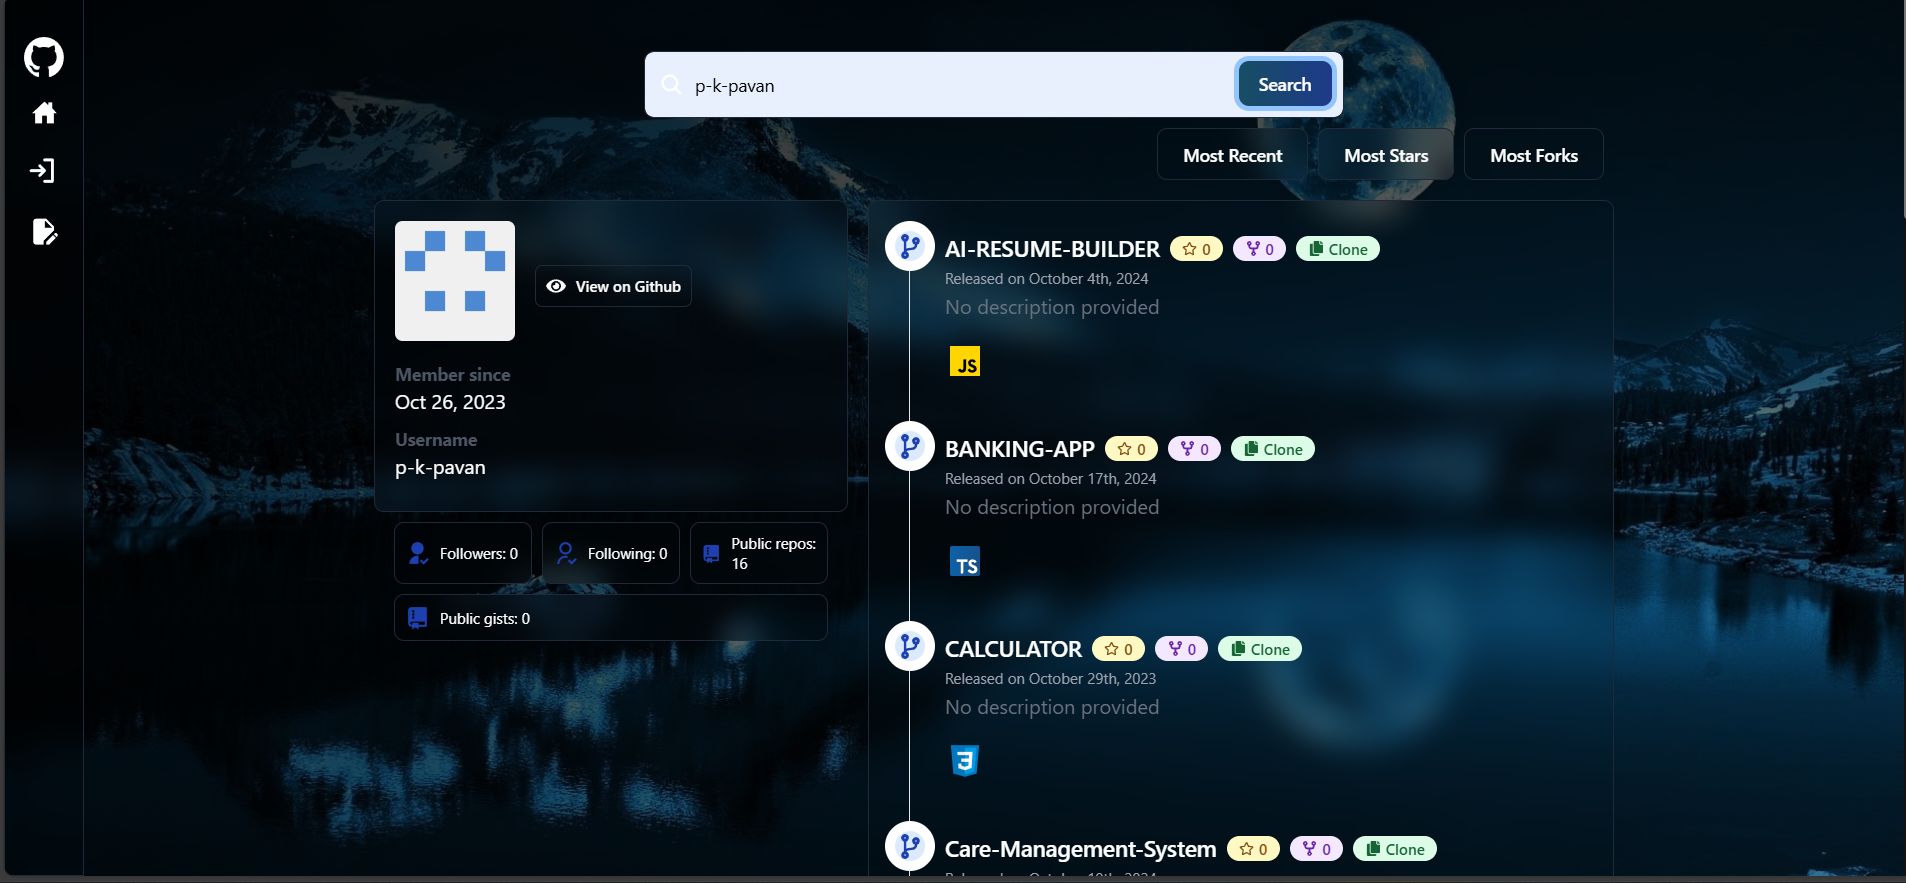 p-k-pavan
Search
Most Recent
Most Stars
Most Forks
View on Github
Member since
Oct 26, 2023
Username
p-k-pavan
Followers: 0
Following: 0
Public repos:
16
Public gists: 0
AI-RESUME-BUILDER 0 0 Clone
Released on October 4th, 2024
No description provided
JS
BANKING-APP 0 0 Clone
Released on October 17th, 2024
No description provided
TS
CALCULATOR 0 0 Clone
Released on October 29th, 2023
No description provided
3
Care-Management-System 0 0 Clone